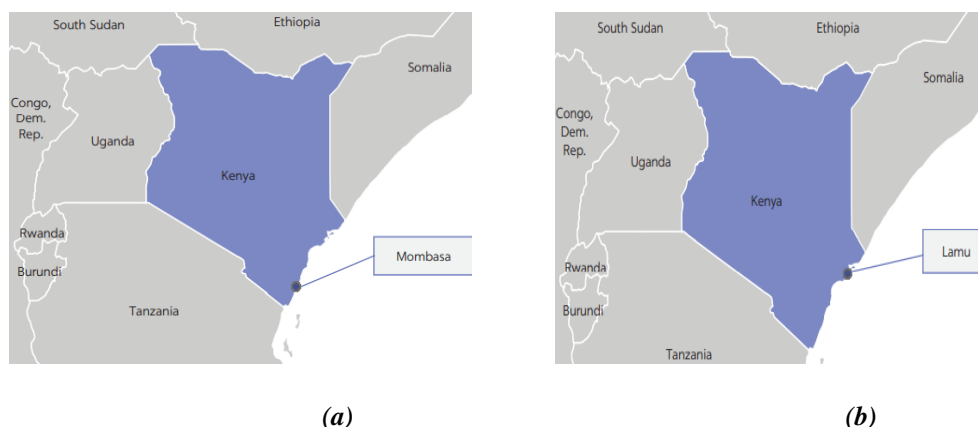 South Sudan
Ethiopia
Somalia
Congo,
Dem.
Rep.
Uganda
Kenya
Rwanda
Burundi
Mombasa
Tanzania
(a)
South Sudan
Ethiopia
Somalia
Congo,
Dem.
Rep.
Uganda
Kenya
Rwanda
Burundi
Lamu
Tanzania
(b)